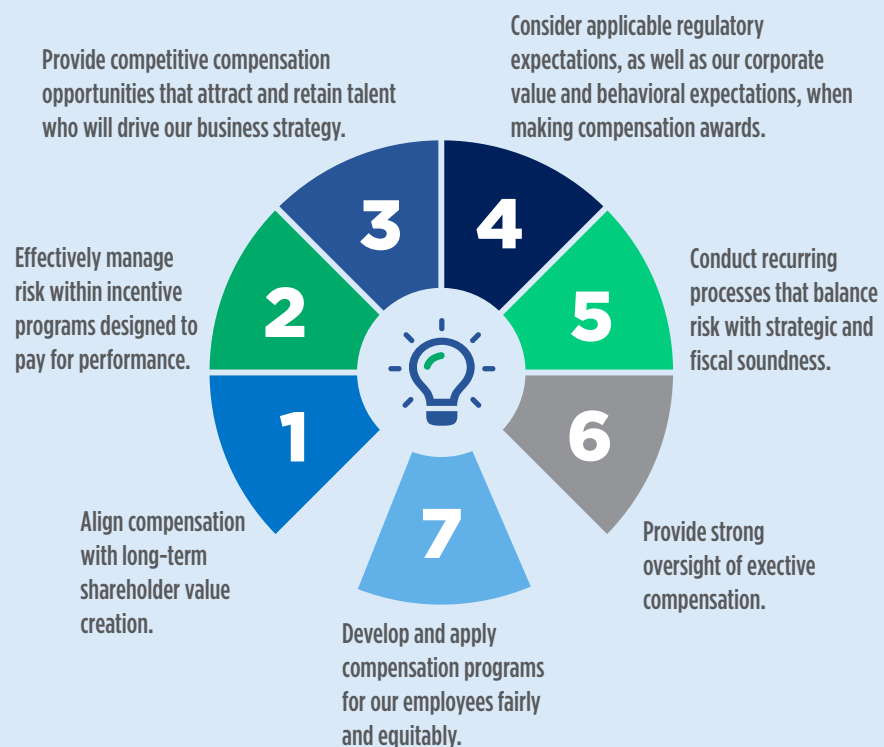 Provide competitive compensation
opportunities that attract and retain talent
who will drive our business strategy.
Consider applicable regulatory
expectations, as well as our corporate
value and behavioral expectations, when
making compensation awards.
3
4
Effectively manage
risk within incentive
programs designed to
pay for performance.
2
5
Conduct recurring
processes that balance
risk with strategic and
fiscal soundness.
1
6
Align compensation
with long-term
shareholder value
creation.
7
Provide strong
oversight of exective
compensation.
Develop and apply
compensation programs
for our employees fairly
and equitably.